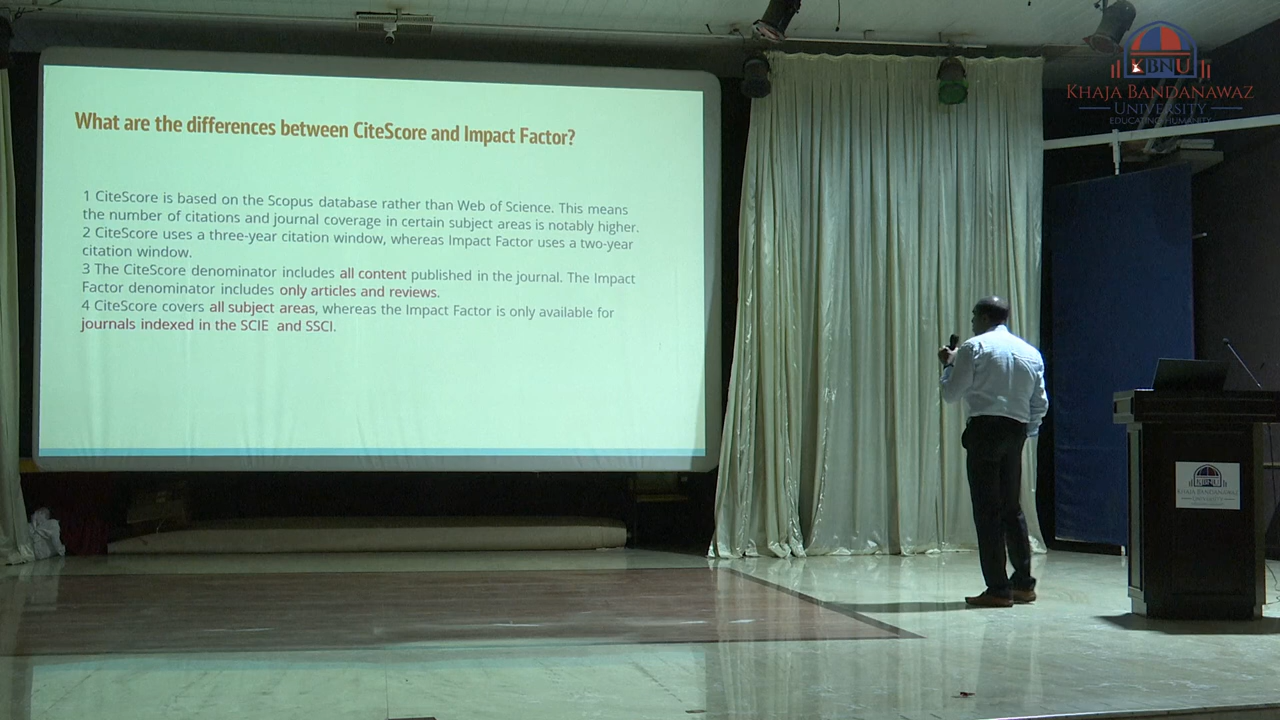 What are the differences between CiteScore and Impact Factor?
1 CiteScore is based on the Scopus database rather than Web of Science. This means
the number of citations and journal coverage in certain subject areas is notably higher.
2 CiteScore uses a three-year citation window, whereas Impact Factor uses a two-year
citation window.
3 The CiteScore denominator includes all content published in the journal. The Impact
Factor denominator includes only articles and reviews.
4 CiteScore covers all subject areas, whereas the Impact Factor is only available for
journals indexed in the SCIE  and SSCI.
KBNU
KHAJA BANDANAWAZ
UNIVERSITY
EDUCATING HUMANITY
KBNU
KHAJA BANDANAWAZ
UNIVERSITY